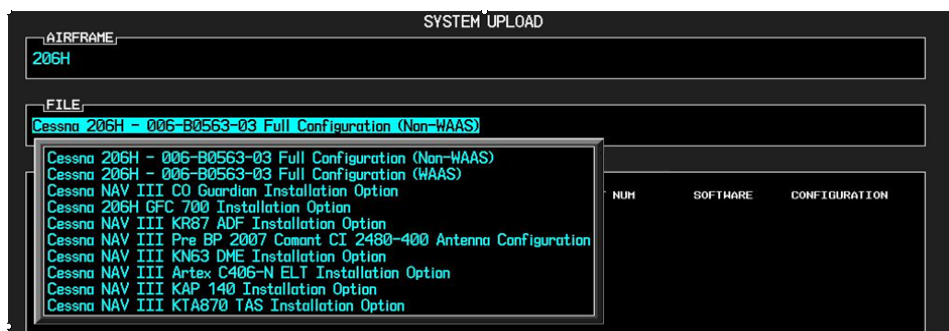 SYSTEM UPLOAD
AIRFRAME
206H
FILE
Cessna 206H - 006-B0563-03 Full Configuration (Non-WAAS)
Cessna 206H - 006-B0563-03 Full Configuration (Non-WAAS)
Cessna 206H - 006-B0563-03 Full Configuration (WAAS)
Cessna NAV III CO Guardian Installation Option
Cessna 206H GFC 700 Installation Option
Cessna NAV III KR87 ADF Installation Option
Cessna NAV III Pre BP 2007 Comant CI 2480-400 Antenna Configuration
Cessna NAV III KN63 DME Installation Option
Cessna NAV III Artex C406-N ELT Installation Option
Cessna NAV III KAP 140 Installation Option
Cessna NAV III KTA870 TAS Installation Option
NUM SOFTWARE CONFIGURATION